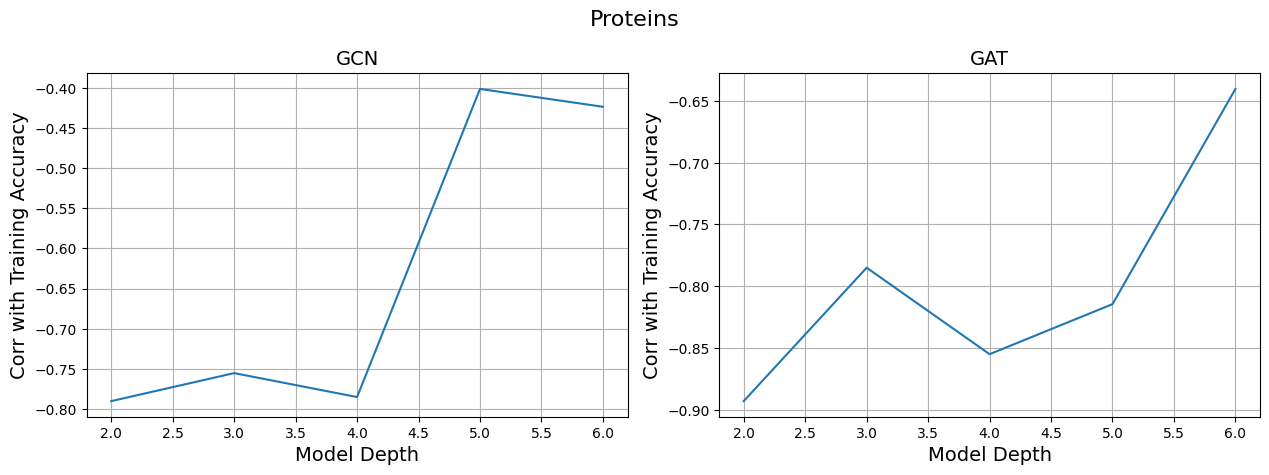 Proteins
GCN
Corr with Training Accuracy
−0.40
−0.45
−0.50
−0.55
−0.60
−0.65
−0.70
−0.75
−0.80
2.0 2.5 3.0 3.5 4.0 4.5 5.0 5.5 6.0
Model Depth
GAT
Corr with Training Accuracy
−0.65
−0.70
−0.75
−0.80
−0.85
−0.90
2.0 2.5 3.0 3.5 4.0 4.5 5.0 5.5 6.0
Model Depth